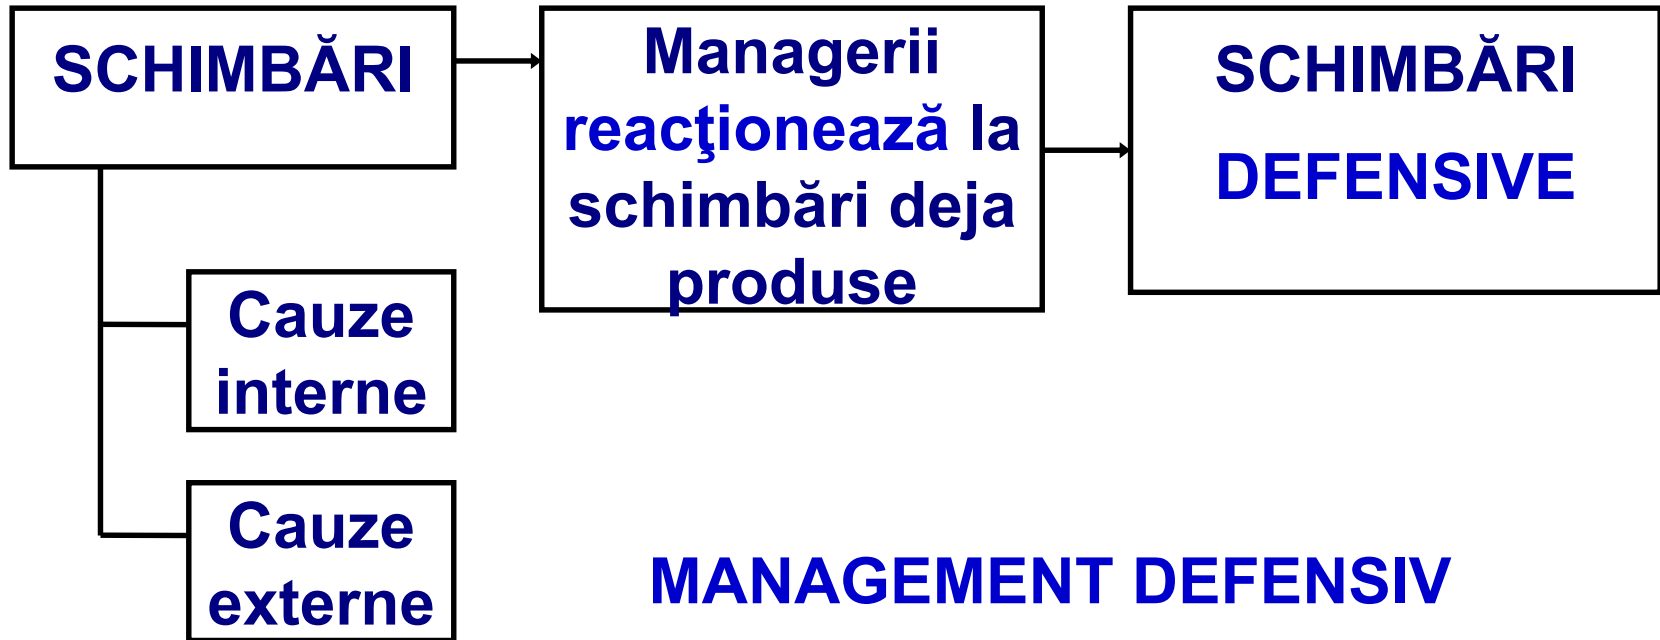 SCHIMBĂRI
Managerii
reacţionează la
schimbări deja
produse
SCHIMBĂRI
DEFENSIVE
Cauze
interne
Cauze
externe
MANAGEMENT DEFENSIV